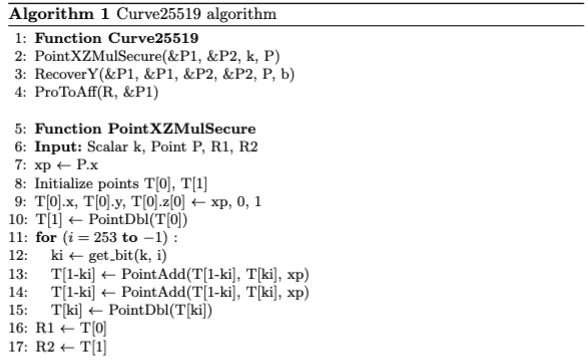 Algorithm 1 Curve25519 algorithm
1: Function Curve25519
2: PointXZMulSecure(&P1, &P2, k, P)
3: RecoverY(&P1, &P1, &P2, &P2, P, b)
4: ProToAff(R, &P1)
5: Function PointXZMulSecure
6: Input: Scalar k, Point P, R1, R2
7: xp ← P.x
8: Initialize points T[0], T[1]
9: T[0].x, T[0].y, T[0].z[0] ← xp, 0, 1
10: T[1] ← PointDbl(T[0])
11: for (i = 253 to −1) :
12: ki ← get_bit(k, i)
13: T[1-ki] ← PointAdd(T[1-ki], T[ki], xp)
14: T[1-ki] ← PointAdd(T[1-ki], T[ki], xp)
15: T[ki] ← PointDbl(T[ki])
16: R1 ← T[0]
17: R2 ← T[1]